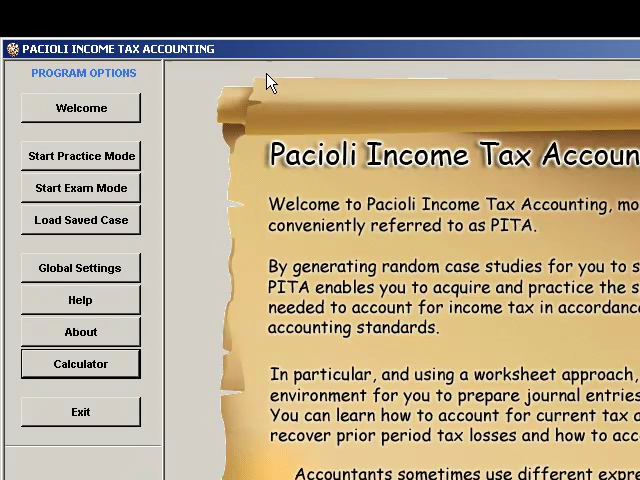 PACIOLI INCOME TAX ACCOUNTING
PROGRAM OPTIONS
Welcome
Start Practice Mode
Start Exam Mode
Load Saved Case
Global Settings
Help
About
Calculator
Exit
Pacioli Income Tax Accoun
Welcome to Pacioli Income Tax Accounting, mo
conveniently referred to as PITA.
By generating random case studies for you to s
PITA enables you to acquire and practice the s
needed to account for income tax in accordanc
accounting standards.
In particular, and using a worksheet approach,
environment for you to prepare journal entries
You can learn how to account for current tax a
recover prior period tax losses and how to acc
Accountants sometimes use different expre